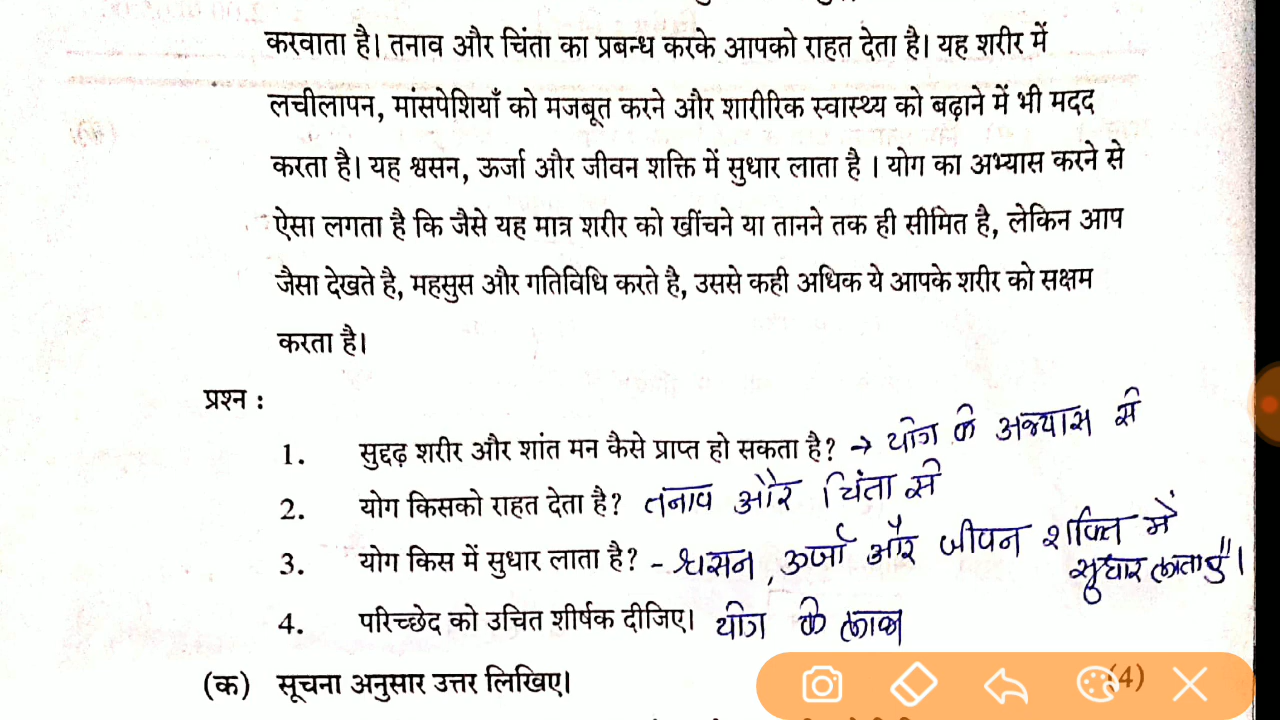 करवाता है। तनाव और चिंता का प्रबन्ध करके आपको राहत देता है। यह शरीर में
लचीलापन, मांसपेशियाँ को मजबूत करने और शारीरिक स्वास्थ्य को बढ़ाने में भी मदद
करता है। यह श्वसन, ऊर्जा और जीवन शक्ति में सुधार लाता है । योग का अभ्यास करने से
ऐसा लगता है कि जैसे यह मात्र शरीर को खींचने या तानने तक ही सीमित है, लेकिन आप
जैसा देखते है, महसुस और गतिविधि करते है, उससे कही अधिक ये आपके शरीर को सक्षम
करता है।
प्रश्न :
1. सुद्दढ़ शरीर और शांत मन कैसे प्राप्त हो सकता है? → योग के अभ्यास से
2. योग किसको राहत देता है? तनाव और चिंता से
3. योग किस में सुधार लाता है? - श्वसन, ऊर्जा और जीवन शक्ति में
सुधार लाता है।
4. परिच्छेद को उचित शीर्षक दीजिए। योग के लाभ
(क) सूचना अनुसार उत्तर लिखिए। (4)